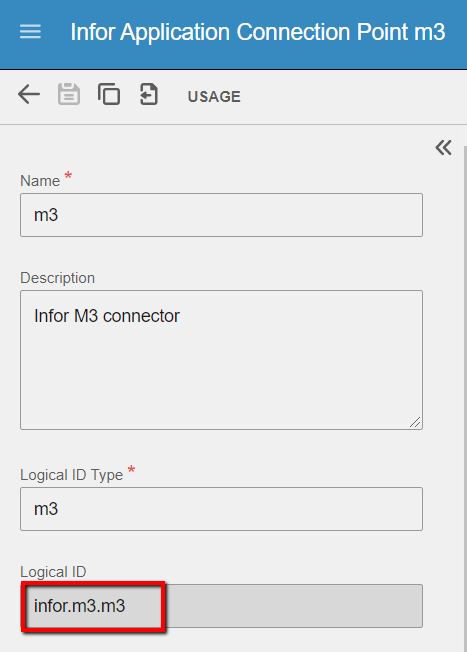 Infor Application Connection Point m3
USAGE
Name *
m3
Description
Infor M3 connector
Logical ID Type *
m3
Logical ID
infor.m3.m3